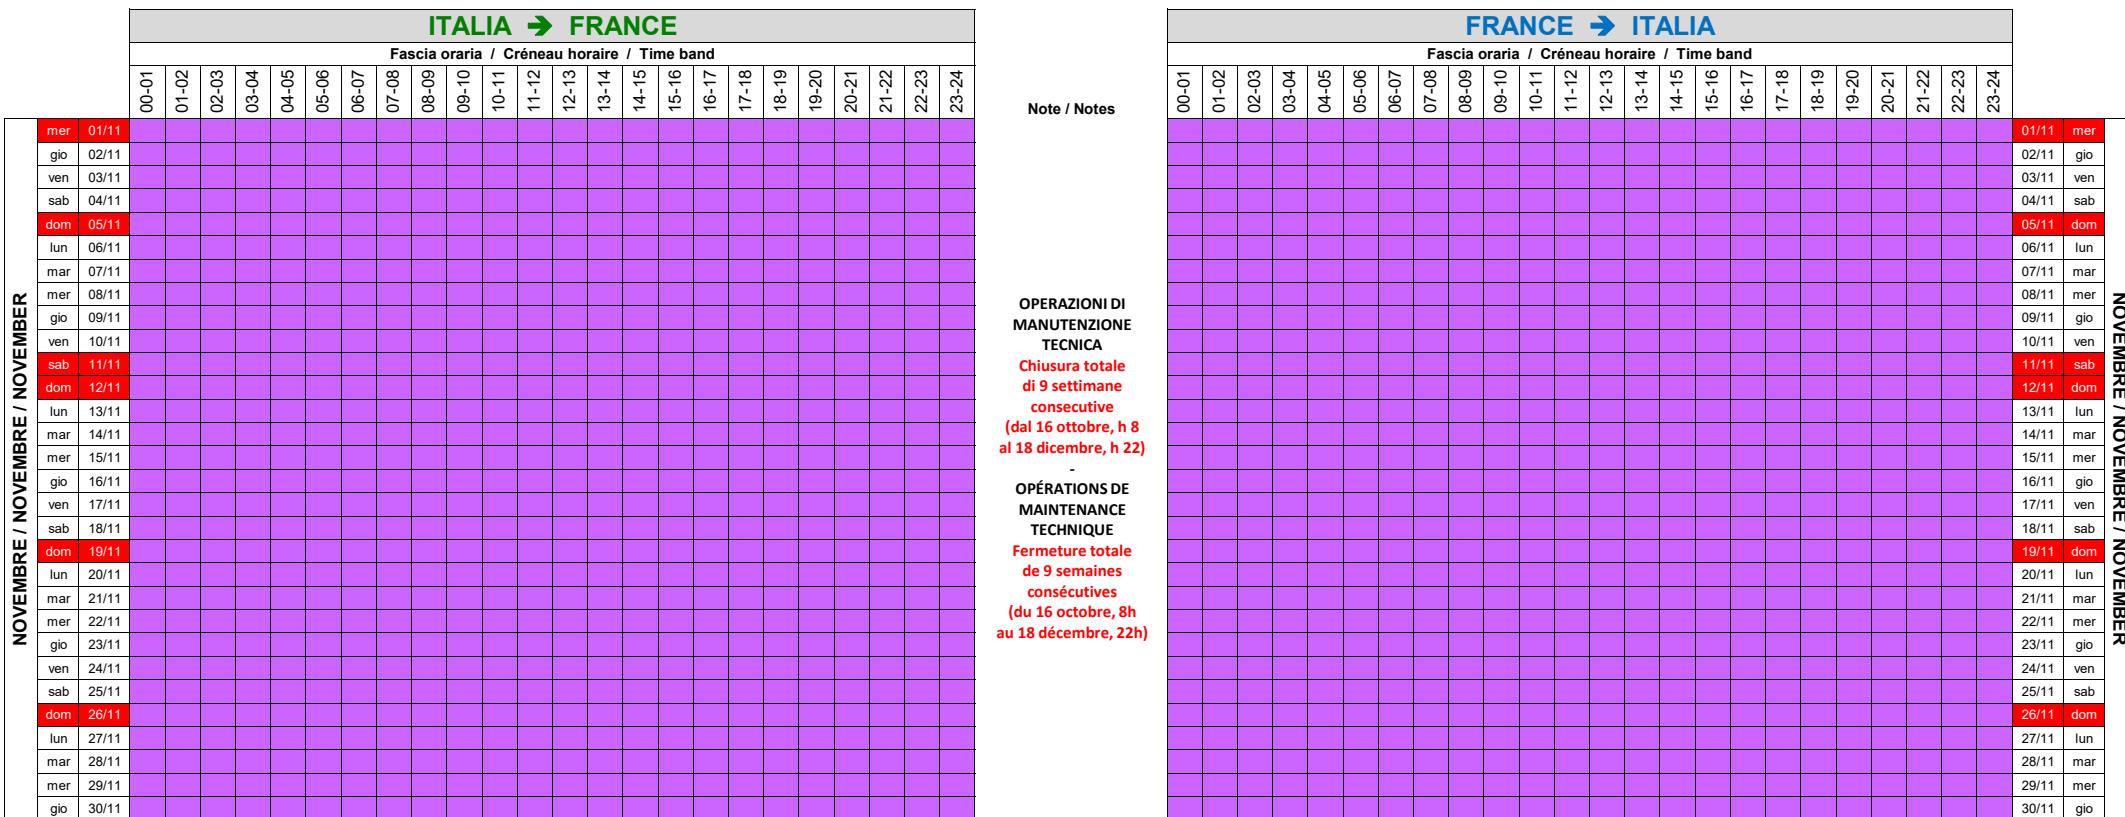 ITALIA ➔ FRANCE
Fascia oraria / Créneau horaire / Time band
00-01 01-02 02-03 03-04 04-05 05-06 06-07 07-08 08-09 09-10 10-11 11-12 12-13 13-14 14-15 15-16 16-17 17-18 18-19 19-20 20-21 21-22 22-23 23-24
NOVEMBRE / NOVEMBRE / NOVEMBER
mer 01/11
gio 02/11
ven 03/11
sab 04/11
dom 05/11
lun 06/11
mar 07/11
mer 08/11
gio 09/11
ven 10/11
sab 11/11
dom 12/11
lun 13/11
mar 14/11
mer 15/11
gio 16/11
ven 17/11
sab 18/11
dom 19/11
lun 20/11
mar 21/11
mer 22/11
gio 23/11
ven 24/11
sab 25/11
dom 26/11
lun 27/11
mar 28/11
mer 29/11
gio 30/11
Note / Notes
OPERAZIONI DI
MANUTENZIONE
TECNICA
Chiusura totale
di 9 settimane
consecutive
(dal 16 ottobre, h 8
al 18 dicembre, h 22)
-
OPÉRATIONS DE
MAINTENANCE
TECHNIQUE
Fermeture totale
de 9 semaines
consécutives
(du 16 octobre, 8h
au 18 décembre, 22h)
FRANCE ➔ ITALIA
Fascia oraria / Créneau horaire / Time band
00-01 01-02 02-03 03-04 04-05 05-06 06-07 07-08 08-09 09-10 10-11 11-12 12-13 13-14 14-15 15-16 16-17 17-18 18-19 19-20 20-21 21-22 22-23 23-24
01/11 mer
02/11 gio
03/11 ven
04/11 sab
05/11 dom
06/11 lun
07/11 mar
08/11 mer
09/11 gio
10/11 ven
11/11 sab
12/11 dom
13/11 lun
14/11 mar
15/11 mer
16/11 gio
17/11 ven
18/11 sab
19/11 dom
20/11 lun
21/11 mar
22/11 mer
23/11 gio
24/11 ven
25/11 sab
26/11 dom
27/11 lun
28/11 mar
29/11 mer
30/11 gio
NOVEMBRE / NOVEMBRE / NOVEMBER